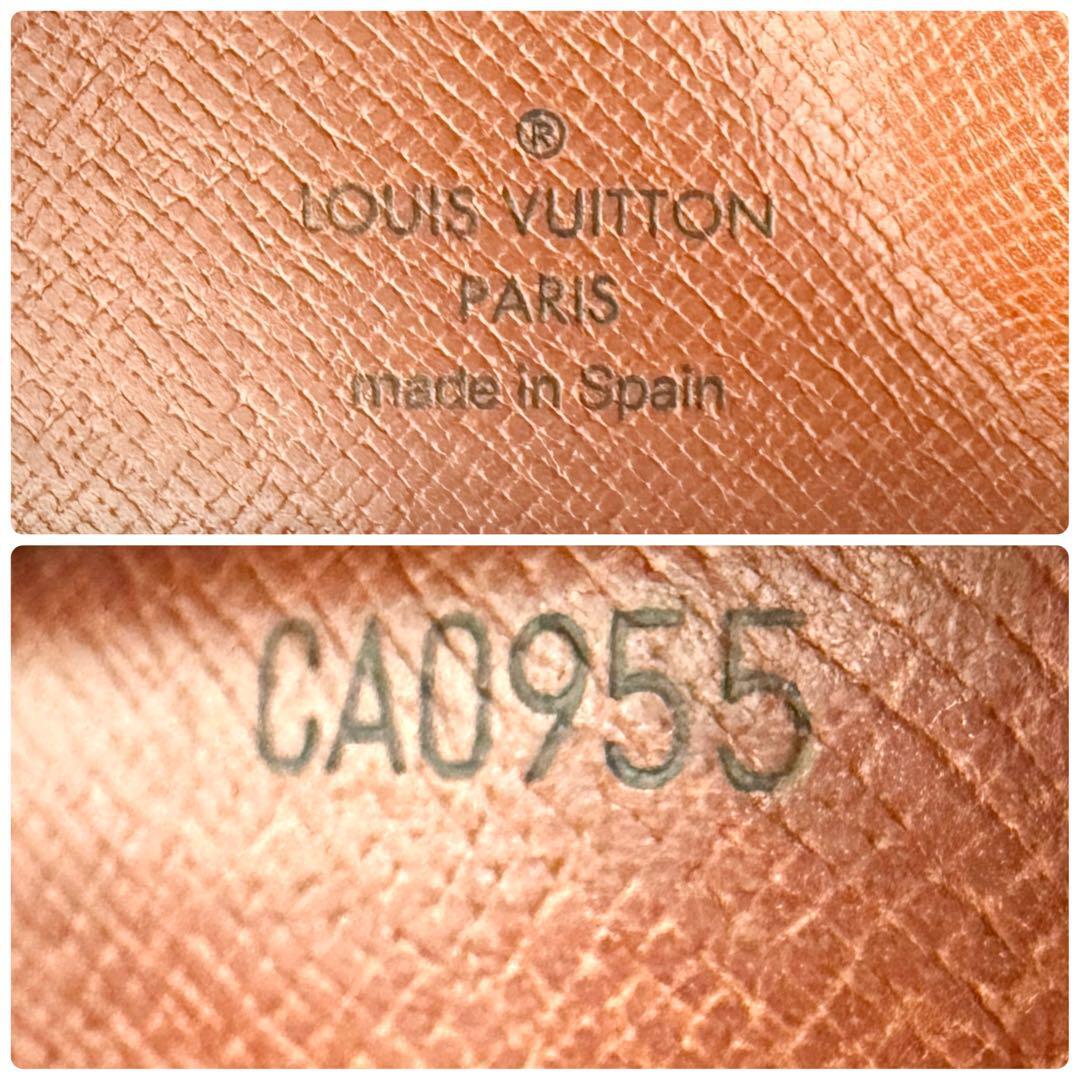 ®
LOUIS VUITTON
PARIS
made in Spain
CA0955